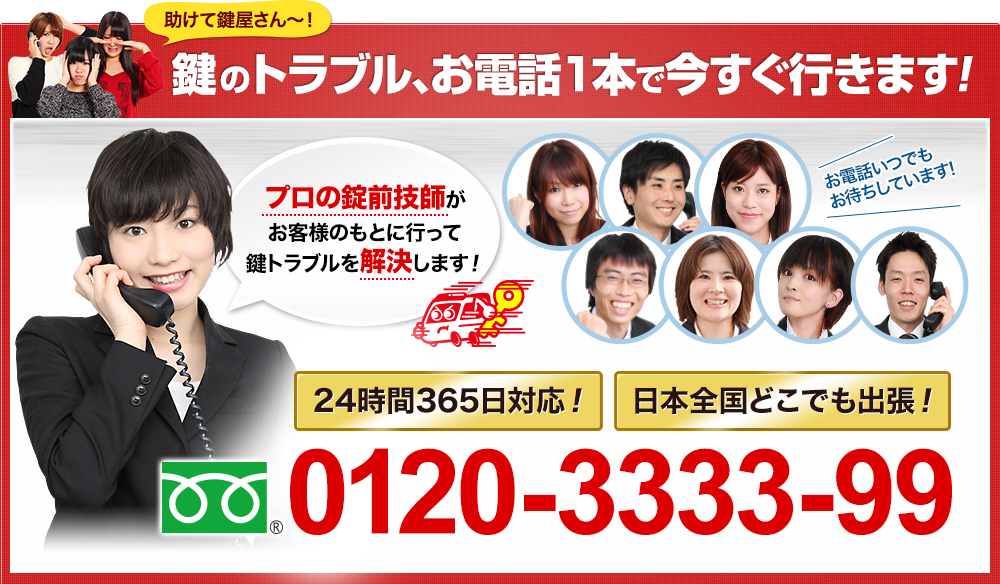 助けて鍵屋さん～！
鍵のトラブル、お電話1本で今すぐ行きます！
プロの錠前技師が
お客様のもとに行って
鍵トラブルを解決します！
お電話いつでも
お待ちしています！
24時間365日対応！
日本全国どこでも出張！
®
0120-3333-99